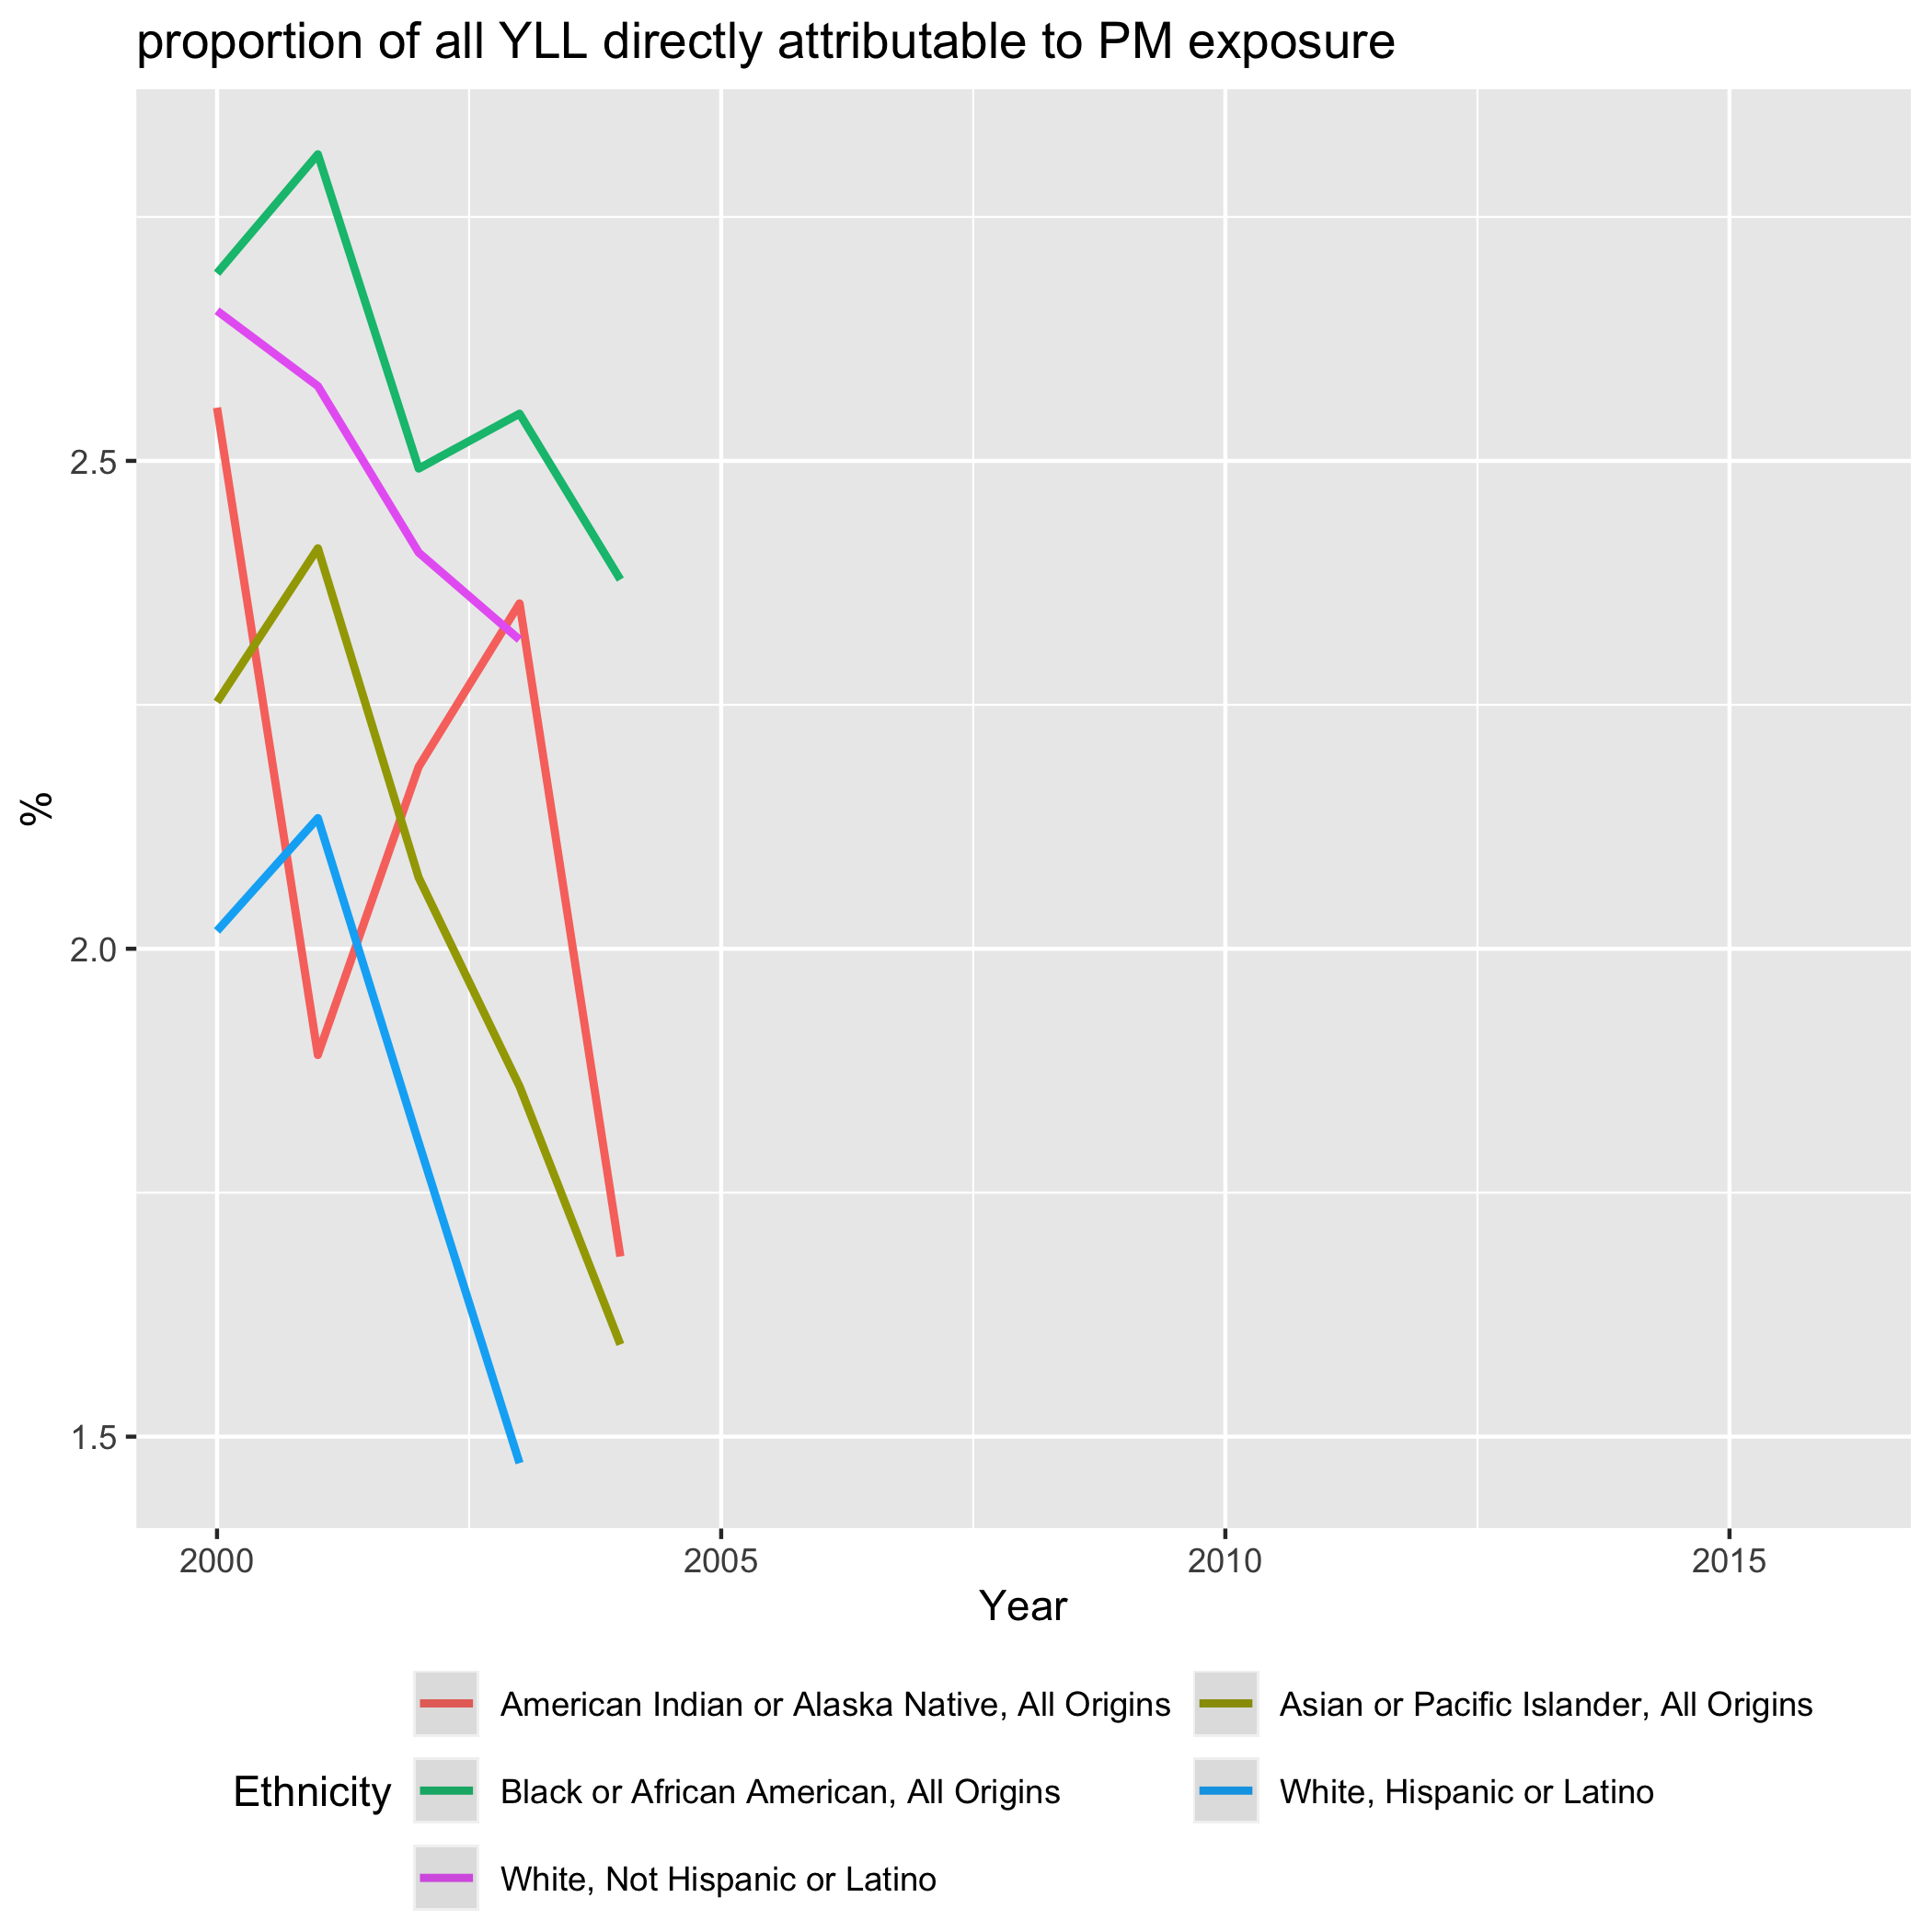 proportion of all YLL directly attributable to PM exposure
%
2.5
2.0
1.5
2000 2005 2010 2015
Year
Ethnicity
American Indian or Alaska Native, All Origins
Asian or Pacific Islander, All Origins
Black or African American, All Origins
White, Hispanic or Latino
White, Not Hispanic or Latino